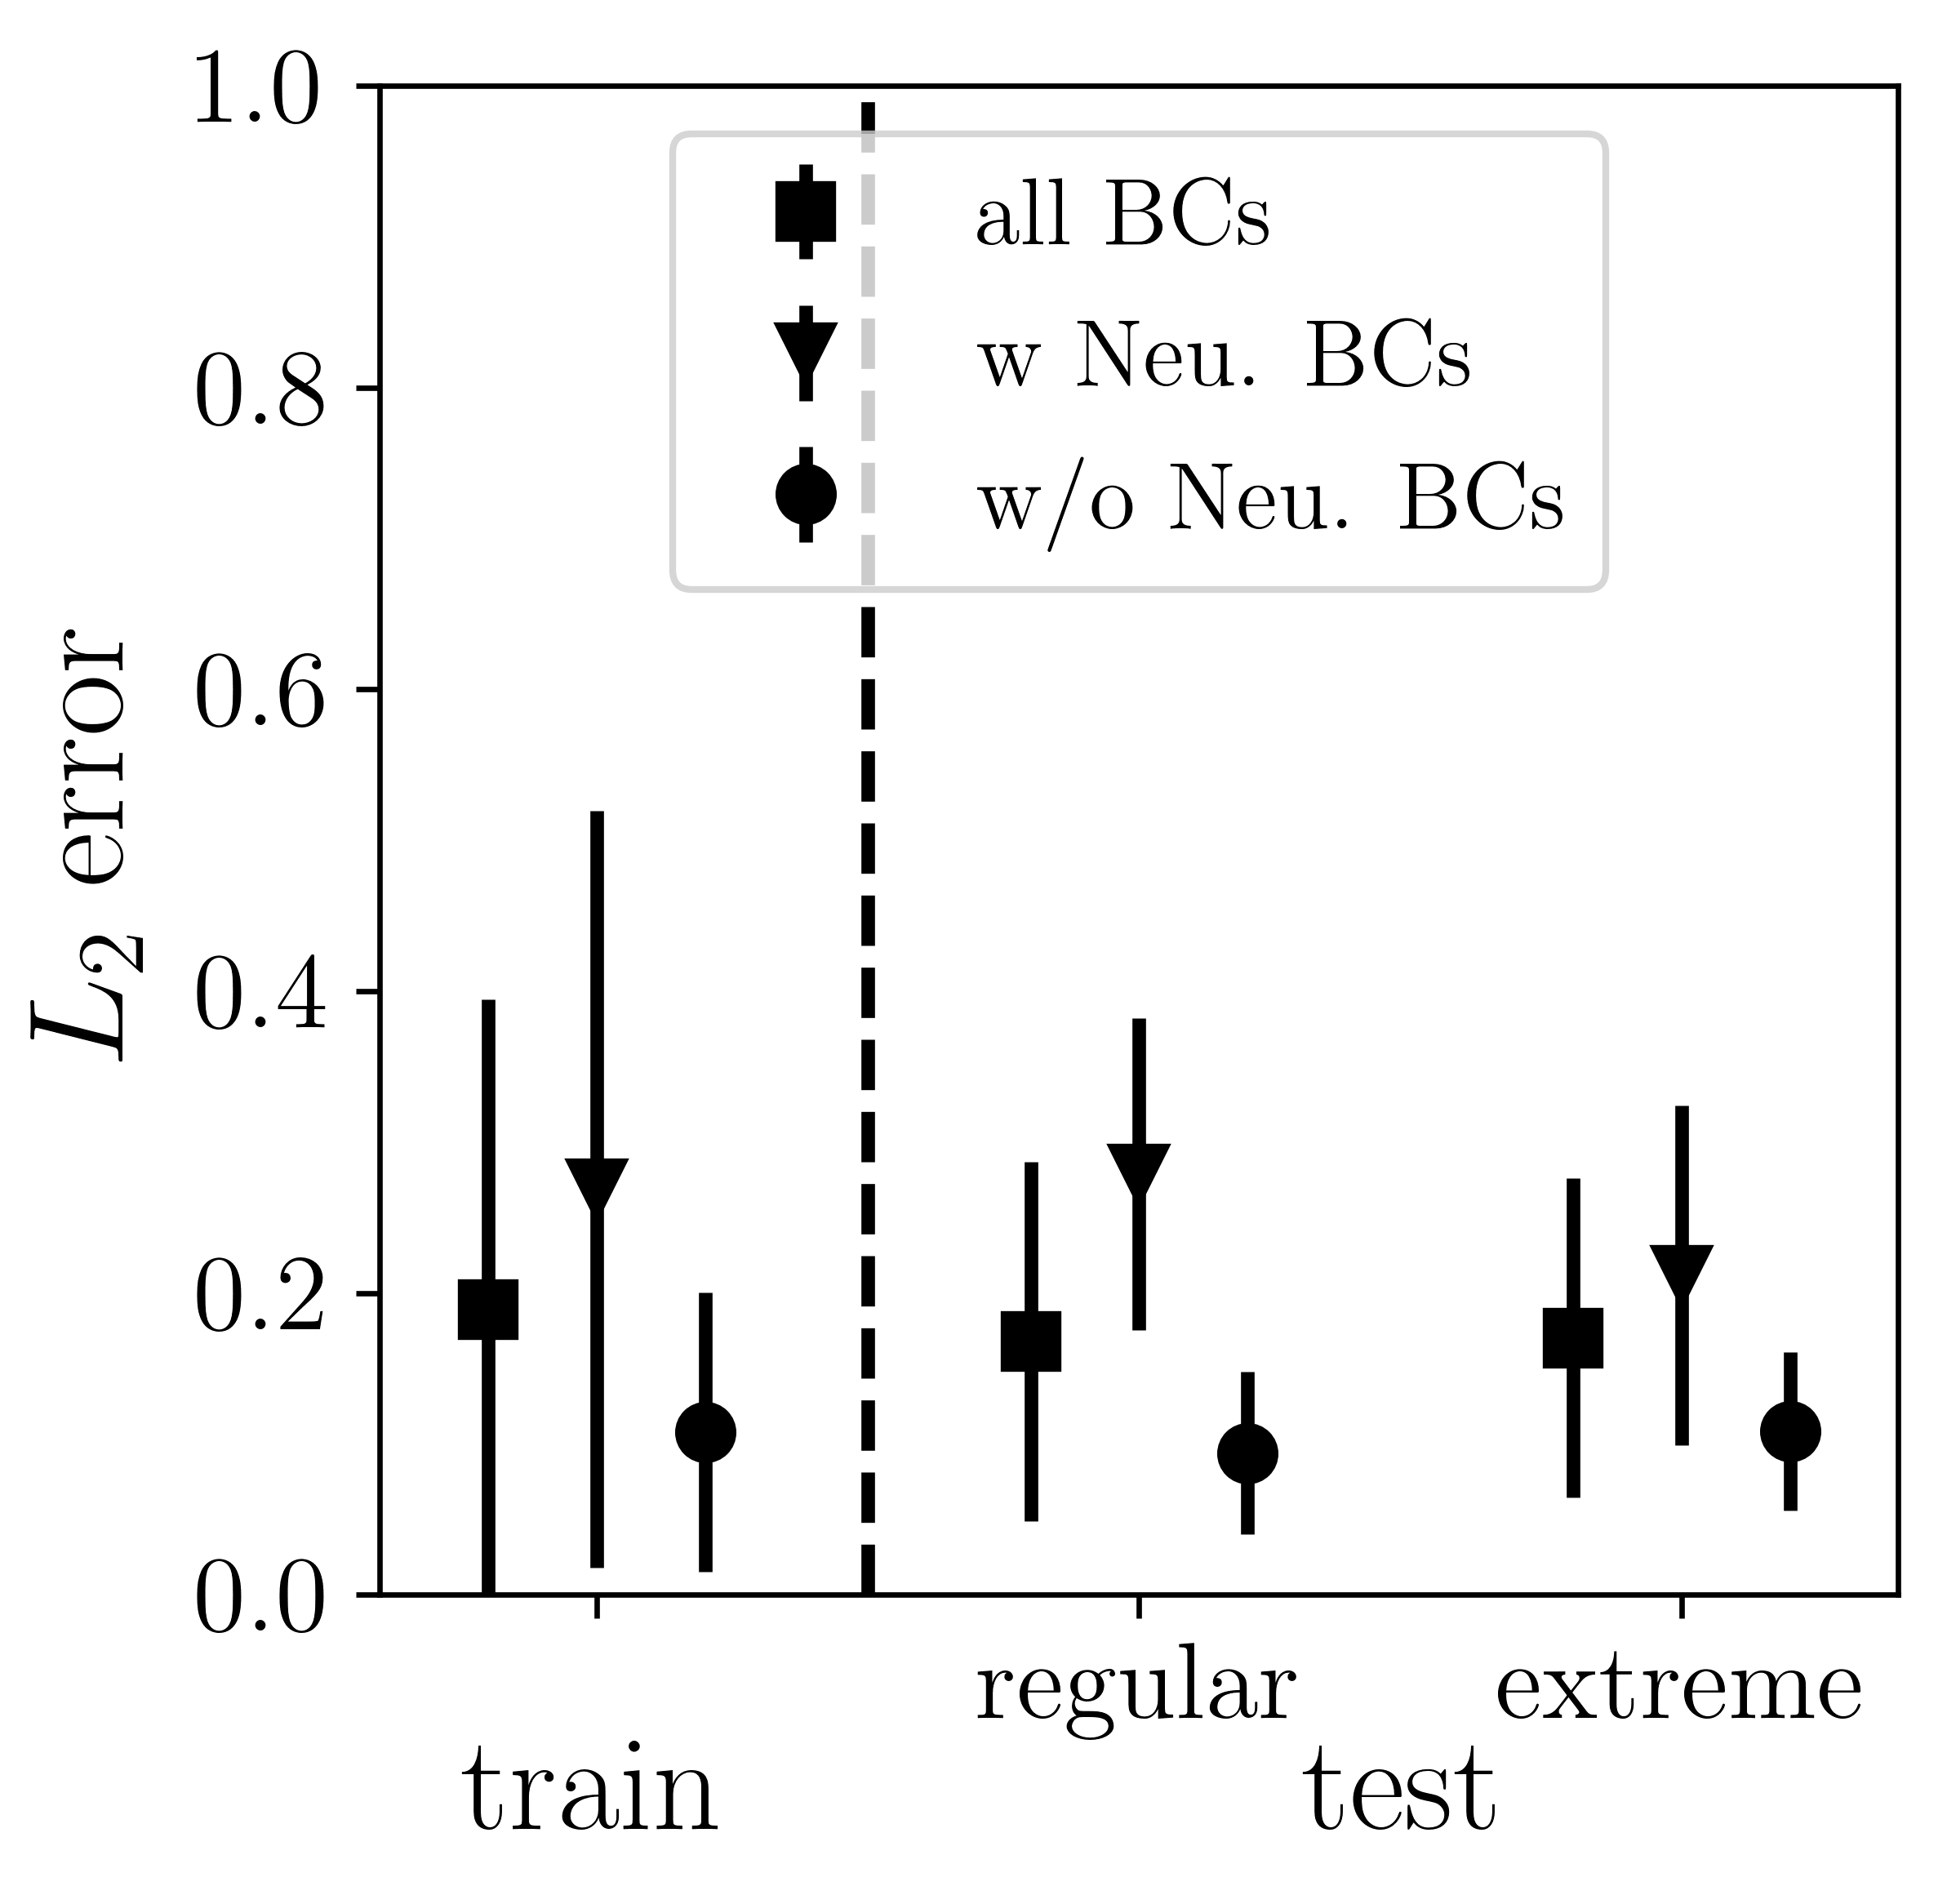 1.0
0.8
0.6
0.4
0.2
0.0
L2 error
all BCs
w Neu. BCs
w/o Neu. BCs
regular extreme
train test